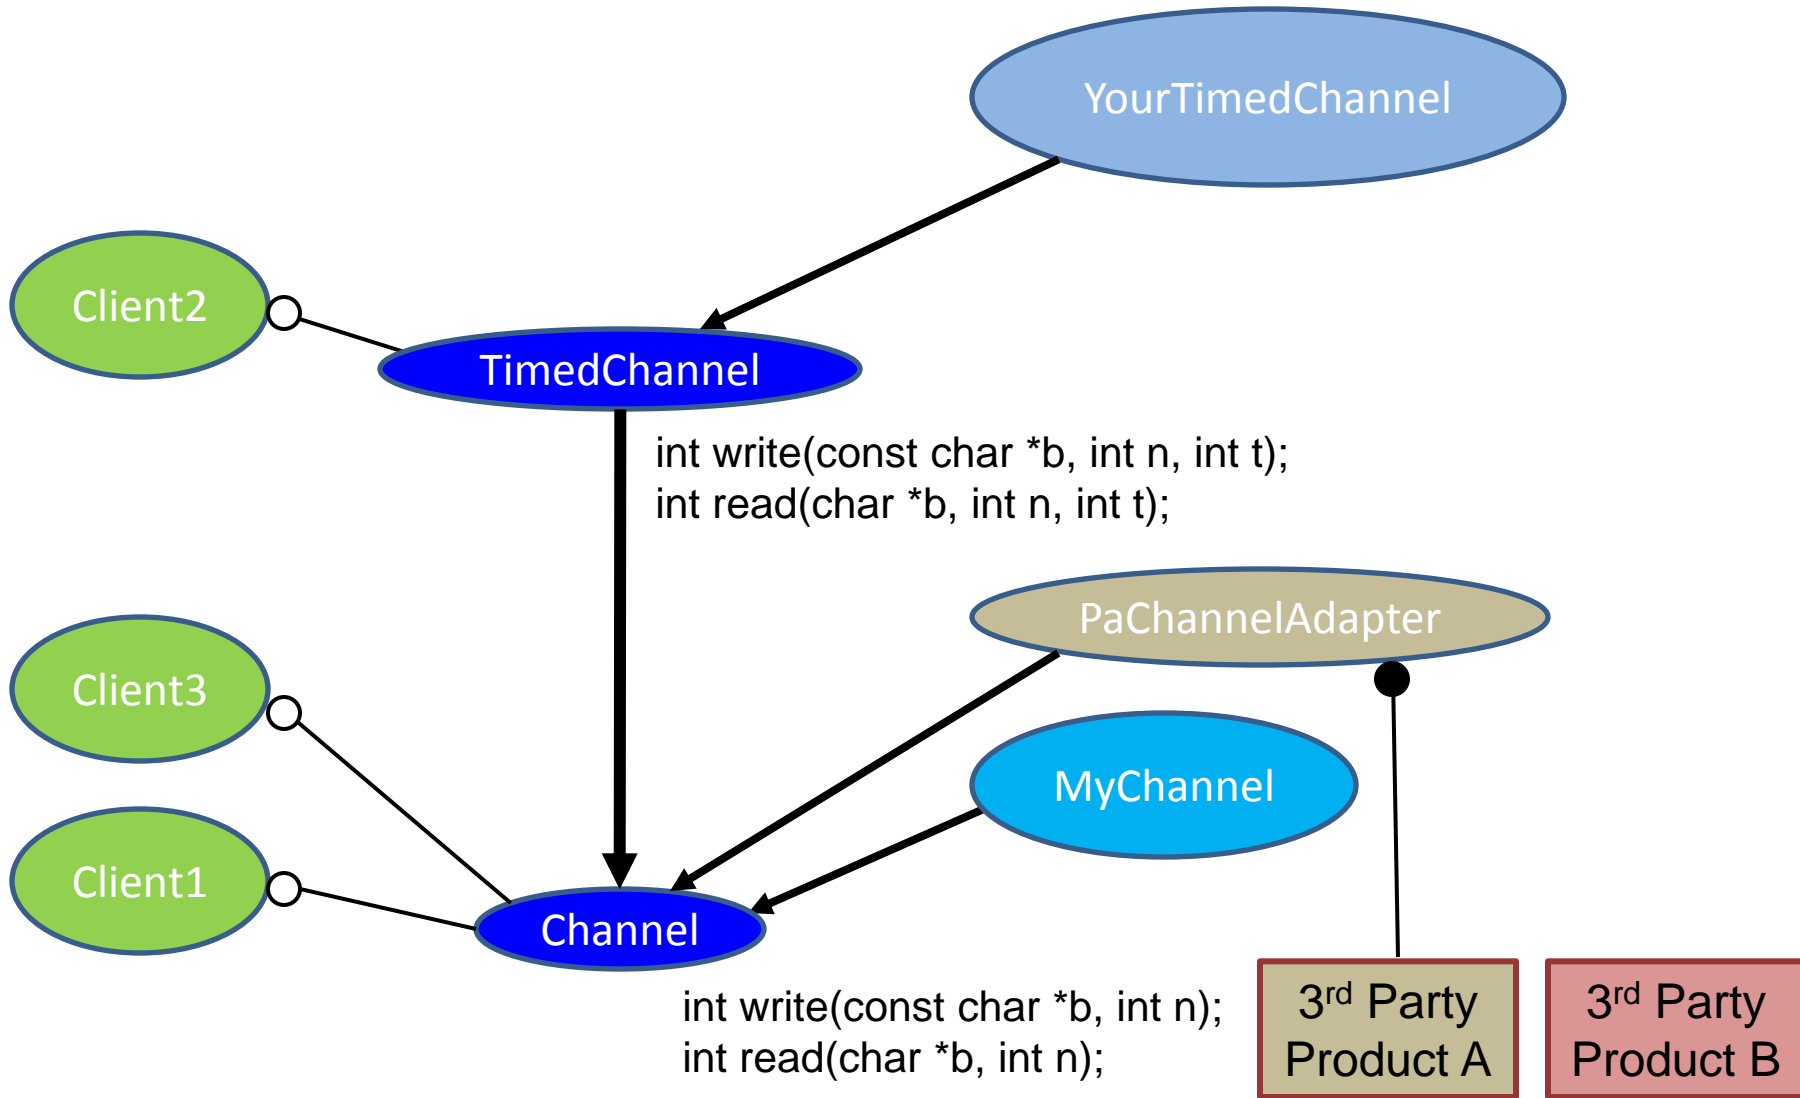 YourTimedChannel
Client2
TimedChannel
int write(const char *b, int n, int t);
int read(char *b, int n, int t);
PaChannelAdapter
Client3
MyChannel
Client1
Channel
int write(const char *b, int n);
int read(char *b, int n);
3rd Party
Product A
3rd Party
Product B